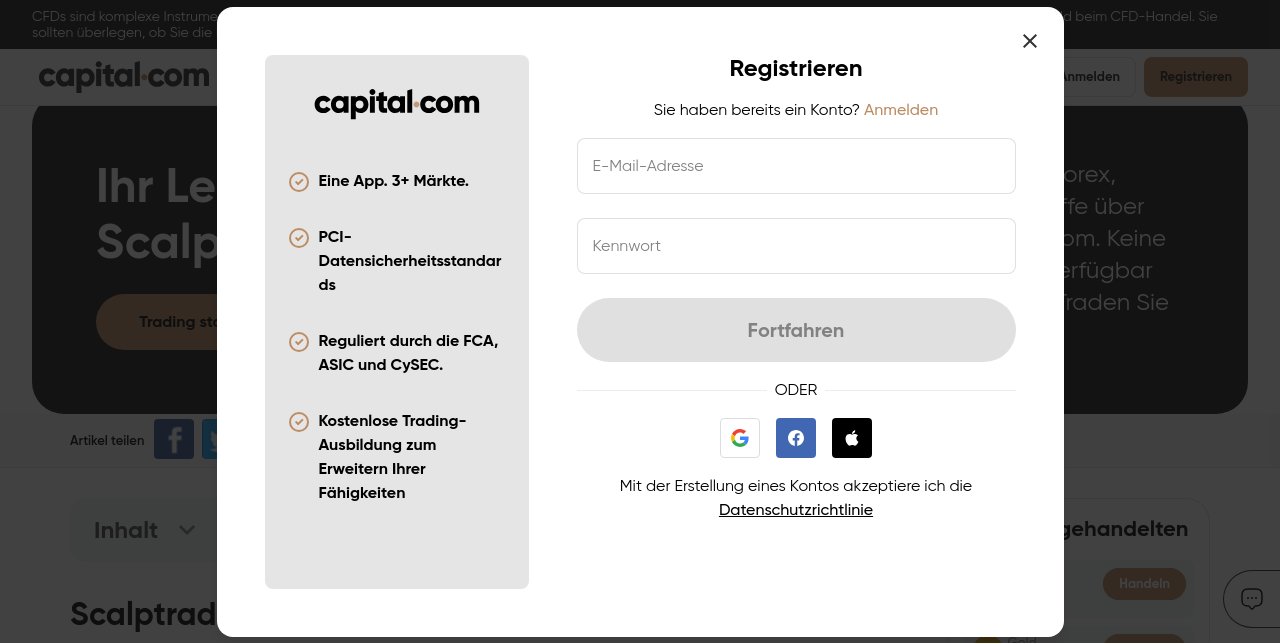 CFDs sind komplexe Instrume
d beim CFD-Handel. Sie
sollten überlegen, ob Sie die
capital.com
Anmelden
Registrieren
Ihr Le
Scalp
Trading sta
orex,
ffe über
om. Keine
erfügbar
Traden Sie
Artikel teilen
Inhalt
Scalptrad
gehandelten
Handeln
Gold
capital.com
Eine App. 3+ Märkte.
PCI-
Datensicherheitsstandar
ds
Reguliert durch die FCA,
ASIC und CySEC.
Kostenlose Trading-
Ausbildung zum
Erweitern Ihrer
Fähigkeiten
Registrieren
Sie haben bereits ein Konto? Anmelden
E-Mail-Adresse
Kennwort
Fortfahren
ODER
Mit der Erstellung eines Kontos akzeptiere ich die
Datenschutzrichtlinie